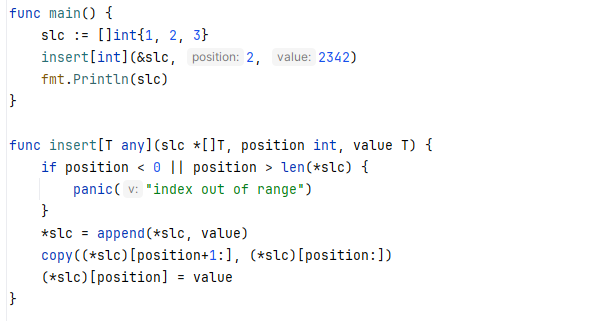 func main() {
    slc := []int{1, 2, 3}
    insert[int](&slc, position: 2, value: 2342)
    fmt.Println(slc)
}

func insert[T any](slc *[]T, position int, value T) {
    if position < 0 || position > len(*slc) {
        panic( v: "index out of range")
    }
    *slc = append(*slc, value)
    copy((*slc)[position+1:], (*slc)[position:])
    (*slc)[position] = value
}